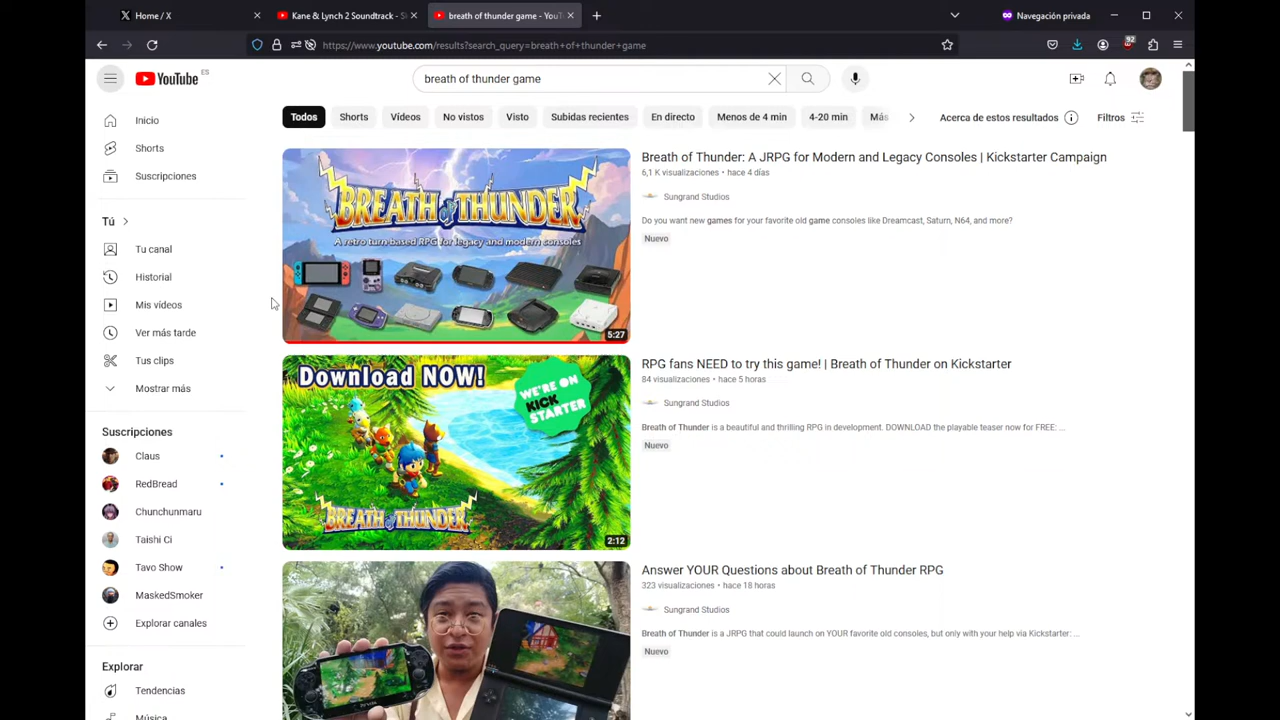 Home / X
Kane & Lynch 2 Soundtrack - S
breath of thunder game - YouT
Navegación privada
https://www.youtube.com/results?search_query=breath+of+thunder+game
92
YouTube ES
breath of thunder game
Todos
Shorts
Vídeos
No vistos
Visto
Subidas recientes
En directo
Menos de 4 min
4-20 min
Más
Acerca de estos resultados
Filtros
Inicio
Shorts
Suscripciones
Tú
Tu canal
Historial
Mis vídeos
Ver más tarde
Tus clips
Mostrar más
Suscripciones
Claus
RedBread
Chunchunmaru
Taishi Ci
Tavo Show
MaskedSmoker
Explorar canales
Explorar
Tendencias
Música
BREATH of THUNDER
A retro turn-based RPG for legacy and modern consoles
5:27
Breath of Thunder: A JRPG for Modern and Legacy Consoles | Kickstarter Campaign
6,1 K visualizaciones • hace 4 días
Sungrand Studios
Do you want new games for your favorite old game consoles like Dreamcast, Saturn, N64, and more?
Nuevo
Download NOW!
WE'RE ON
KICK
STARTER
BREATH of THUNDER
2:12
RPG fans NEED to try this game! | Breath of Thunder on Kickstarter
84 visualizaciones • hace 5 horas
Sungrand Studios
Breath of Thunder is a beautiful and thrilling RPG in development. DOWNLOAD the playable teaser now for FREE: ...
Nuevo
Answer YOUR Questions about Breath of Thunder RPG
323 visualizaciones • hace 18 horas
Sungrand Studios
Breath of Thunder is a JRPG that could launch on YOUR favorite old consoles, but only with your help via Kickstarter: ...
Nuevo